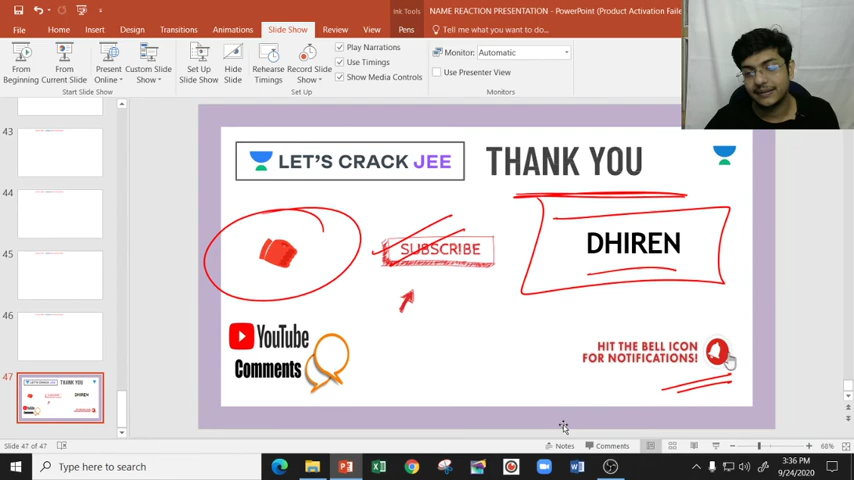 Ink Tools
NAME REACTION PRESENTATION - PowerPoint (Product Activation Faile
File Home Insert Design Transitions Animations Slide Show Review View Pens Tell me what you want to do...
From Beginning
From Current Slide
Present Online
Custom Slide Show
Start Slide Show
Set Up Slide Show
Hide Slide
Rehearse Timings
Record Slide Show
Play Narrations
Use Timings
Show Media Controls
Set Up
Monitor: Automatic
Use Presenter View
Monitors
43
44
45
46
47
LET'S CRACK JEE
THANK YOU
SUBSCRIBE
DHIREN
YouTube
Comments
HIT THE BELL ICON
FOR NOTIFICATIONS!
Slide 47 of 47
Notes
Comments
68%
Type here to search
3:36 PM
9/24/2020